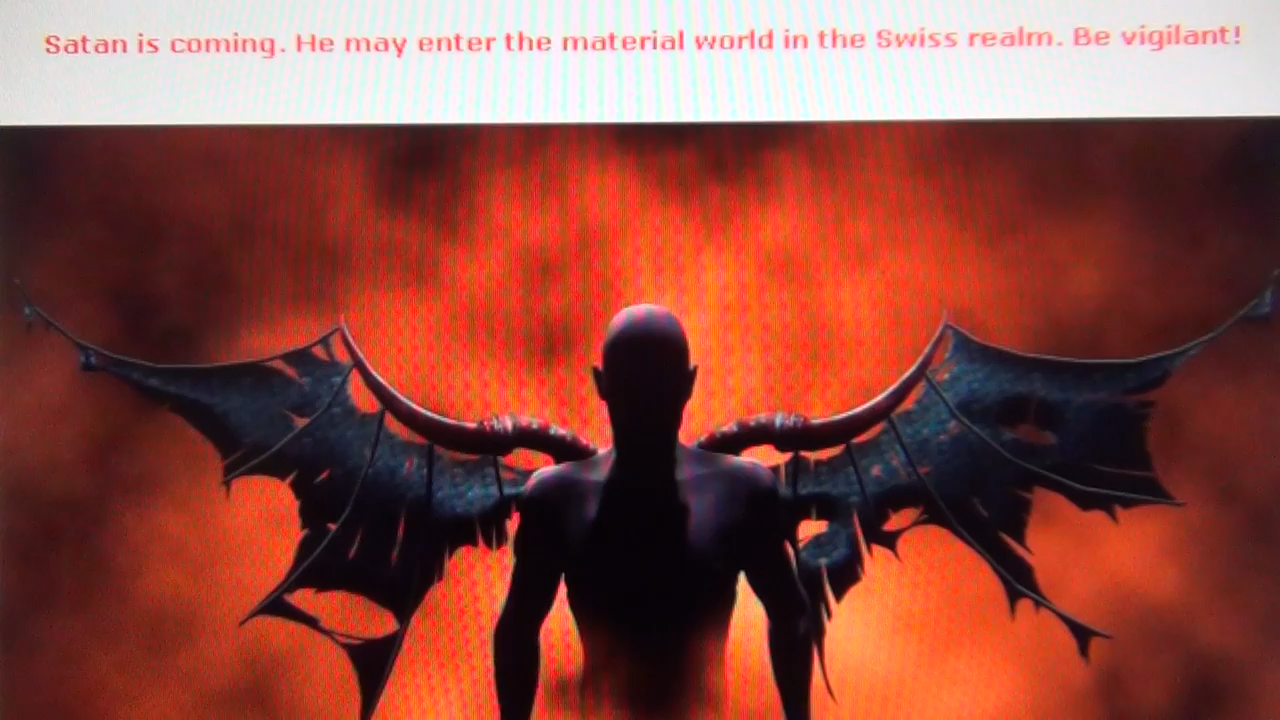 Satan is coming. He may enter the material world in the Swiss realm. Be vigilant!